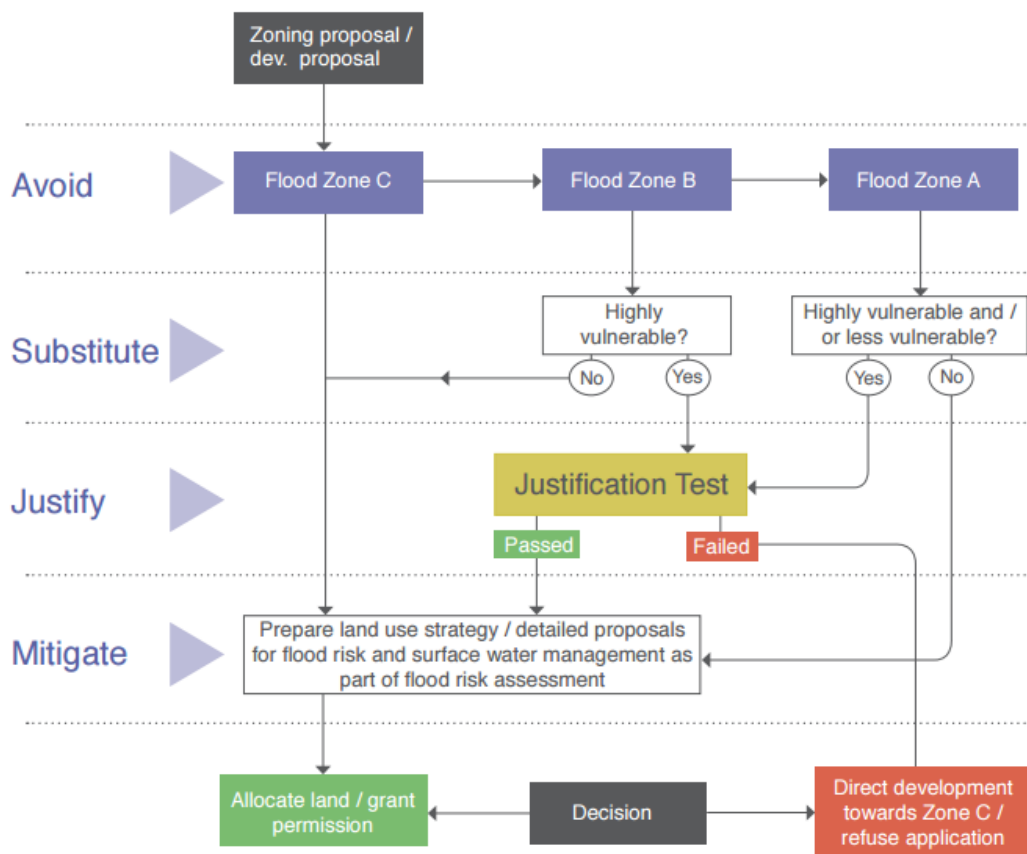 Zoning proposal /
dev. proposal
Avoid
Flood Zone C
Flood Zone B
Flood Zone A
Substitute
Highly
vulnerable?
Highly vulnerable and /
or less vulnerable?
No
Yes
Yes
No
Justify
Justification Test
Passed
Failed
Mitigate
Prepare land use strategy / detailed proposals
for flood risk and surface water management as
part of flood risk assessment
Allocate land / grant
permission
Decision
Direct development
towards Zone C /
refuse application